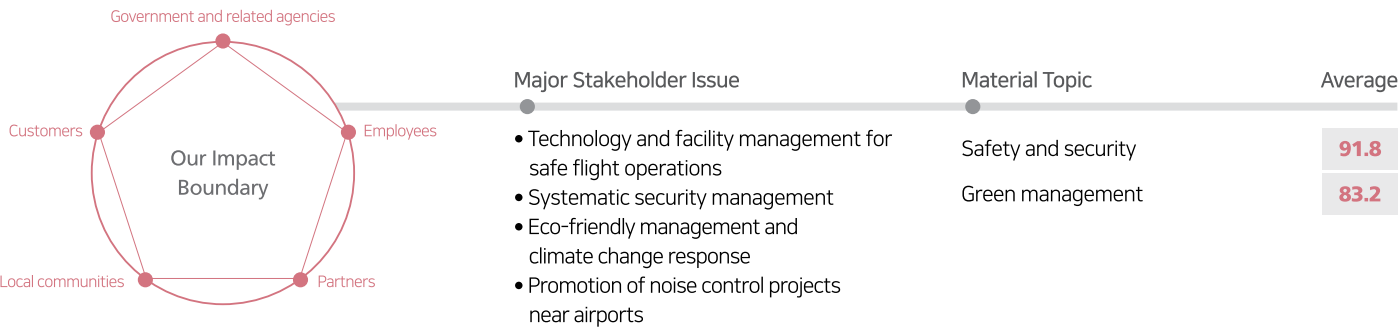 Government and related agencies
Customers
Employees
Our Impact
Boundary
Local communities
Partners
Major Stakeholder Issue
• Technology and facility management for
safe flight operations
• Systematic security management
• Eco-friendly management and
climate change response
• Promotion of noise control projects
near airports
Material Topic
Average
Safety and security
91.8
Green management
83.2